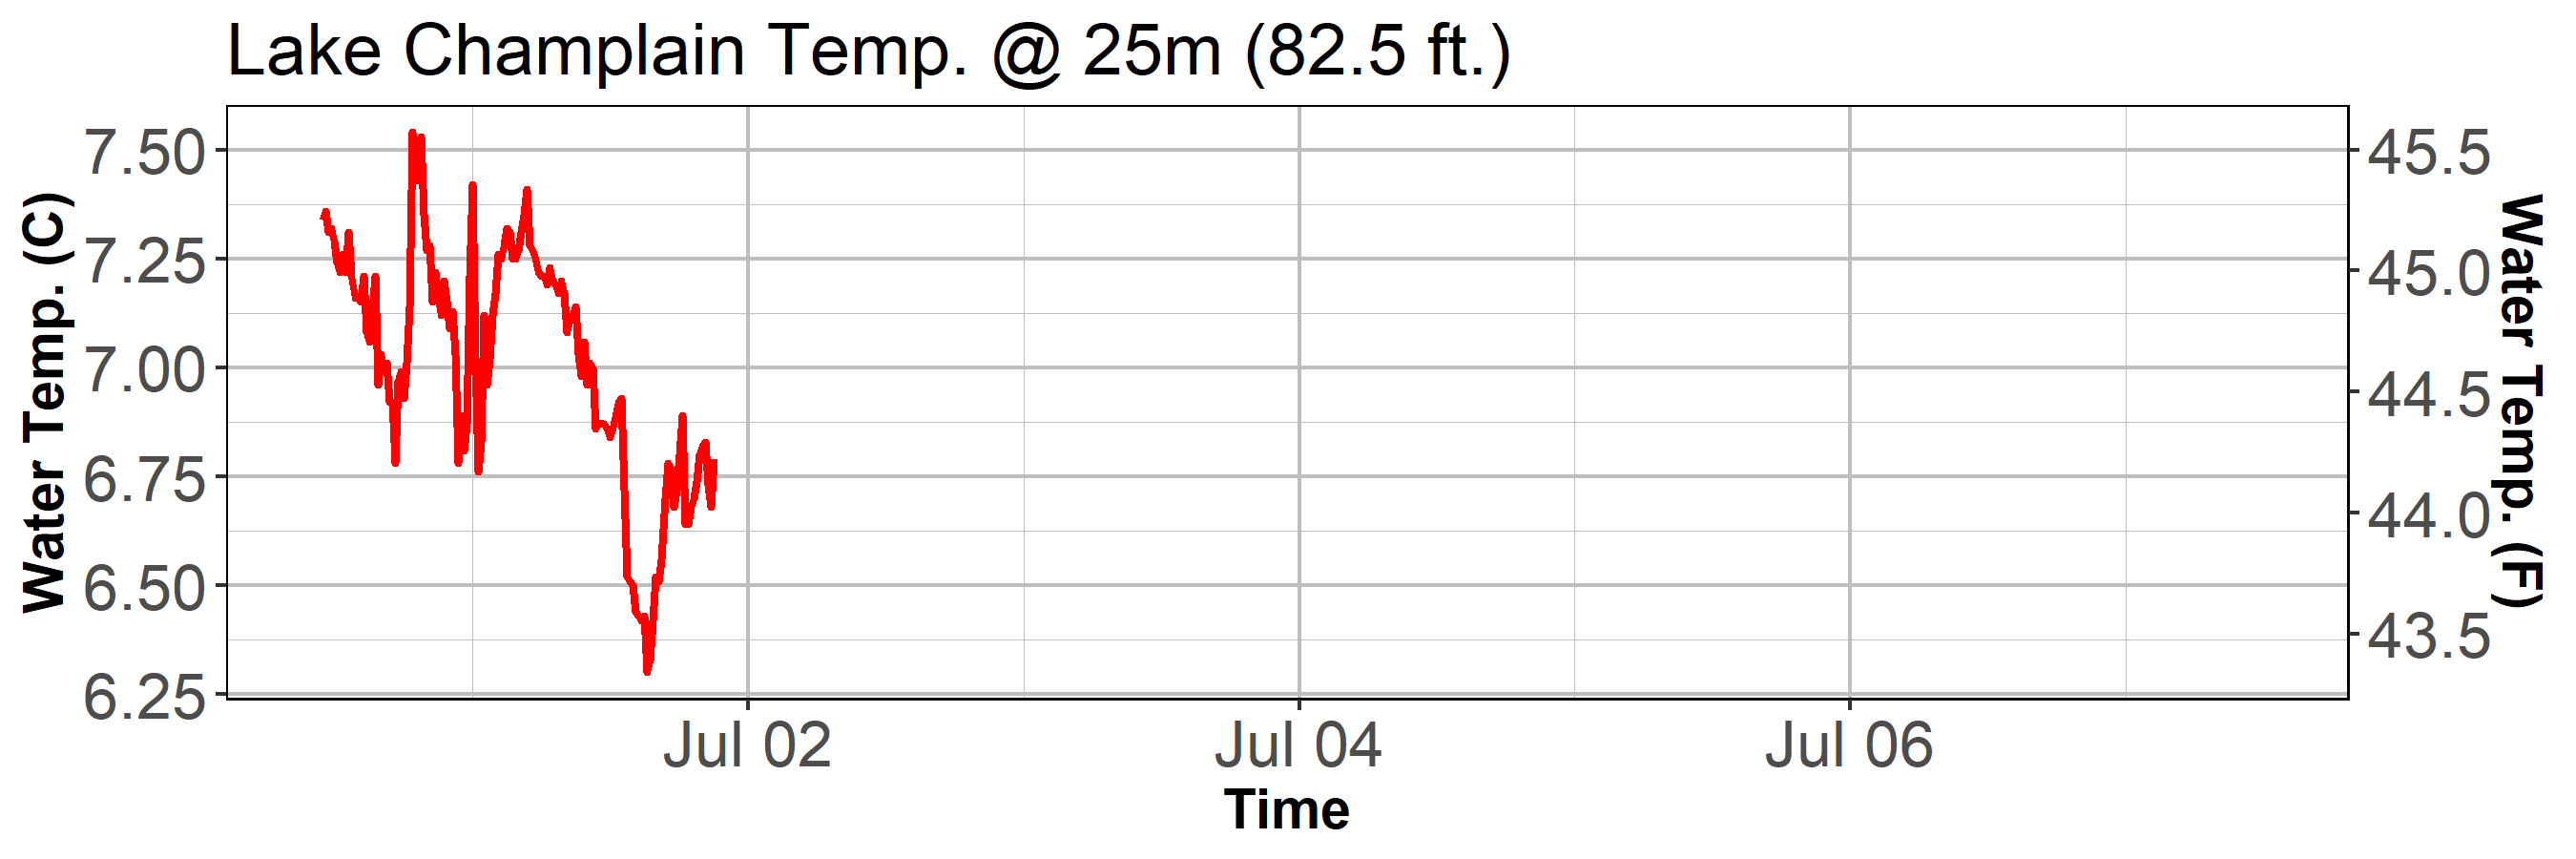 Lake Champlain Temp. @ 25m (82.5 ft.)
Water Temp. (C)
7.50
7.25
7.00
6.75
6.50
6.25
45.5
45.0
44.5
44.0
43.5
Water Temp. (F)
Jul 02
Jul 04
Jul 06
Time